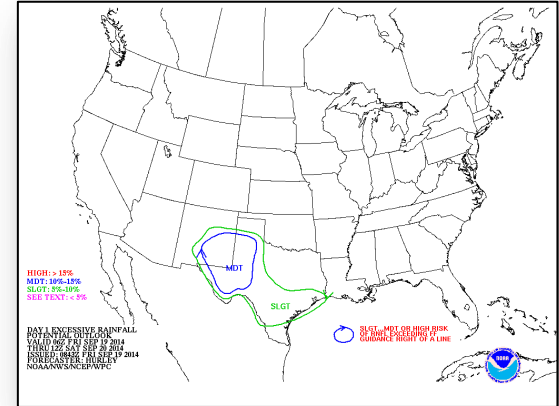 MDT
SLGT
HIGH: > 15%
MDT: 10%-15%
SLGT: 5%-10%
SEE TEXT: < 5%
SLGT...MDT OR HIGH RISK
OF RNFL EXCEEDING FF
GUIDANCE RIGHT OF A LINE
DAY 1 EXCESSIVE RAINFALL
POTENTIAL OUTLOOK
VALID 06Z FRI SEP 19 2014
THRU 12Z SAT SEP 20 2014
ISSUED: 0843Z FRI SEP 19 2014
FORECASTER: HURLEY
NOAA/NWS/NCEP/WPC
NOAA